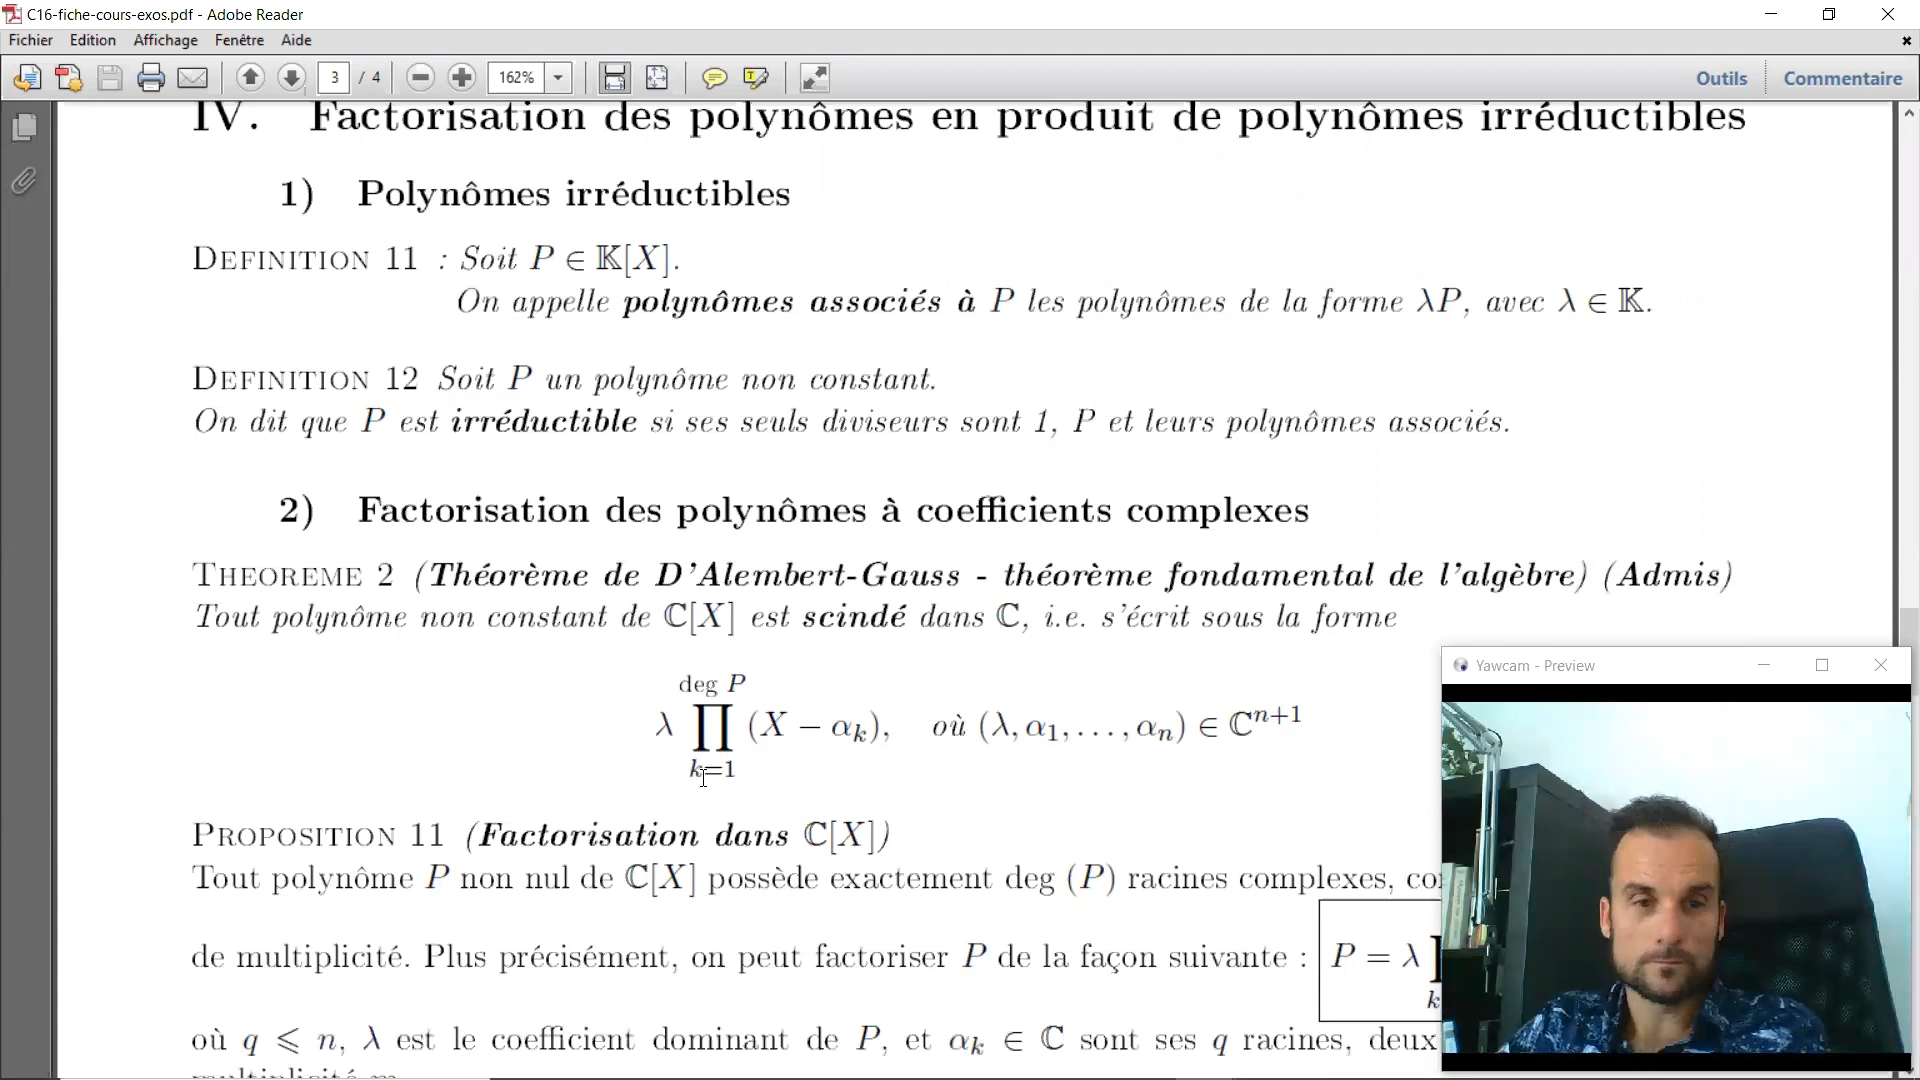 C16-fiche-cours-exos.pdf - Adobe Reader
Fichier Edition Affichage Fenêtre Aide
3 / 4 162% Outils Commentaire
IV. Factorisation des polynômes en produit de polynômes irréductibles
1) Polynômes irréductibles
DEFINITION 11 : Soit P ∈ 𝕂[X].
On appelle polynômes associés à P les polynômes de la forme λP, avec λ ∈ 𝕂.
DEFINITION 12 Soit P un polynôme non constant.
On dit que P est irréductible si ses seuls diviseurs sont 1, P et leurs polynômes associés.
2) Factorisation des polynômes à coefficients complexes
THEOREME 2 (Théorème de D'Alembert-Gauss - théorème fondamental de l'algèbre) (Admis)
Tout polynôme non constant de ℂ[X] est scindé dans ℂ, i.e. s'écrit sous la forme
Yawcam - Preview
deg P
λ ∏ (X − αₖ), où (λ, α₁, . . . , αₙ) ∈ ℂⁿ⁺¹
k=1
PROPOSITION 11 (Factorisation dans ℂ[X])
Tout polynôme P non nul de ℂ[X] possède exactement deg (P) racines complexes,
de multiplicité. Plus précisément, on peut factoriser P de la façon suivante : P = λ
k
où q ⩽ n, λ est le coefficient dominant de P, et αₖ ∈ ℂ sont ses q racines, deux